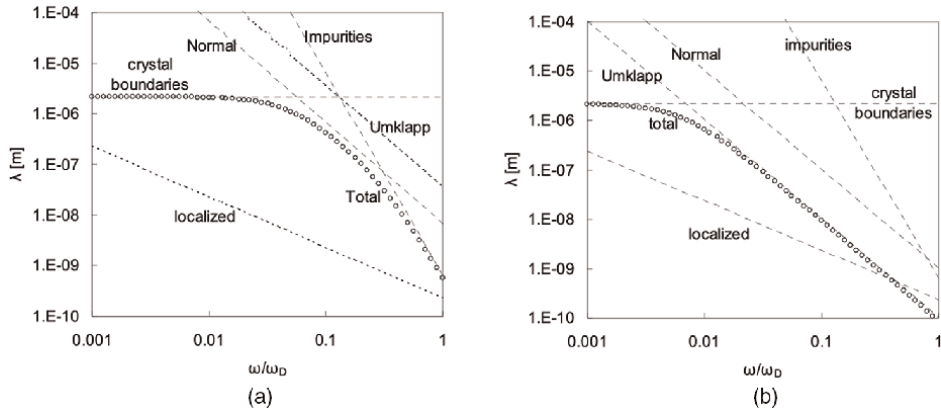 1.E-04
1.E-05
1.E-06
1.E-07
1.E-08
1.E-09
1.E-10
λ [m]
Impurities
Normal
crystal
boundaries
Umklapp
Total
localized
0.001
0.01
0.1
1
ω/ωD
(a)
1.E-04
1.E-05
1.E-06
1.E-07
1.E-08
1.E-09
1.E-10
λ [m]
impurities
Normal
Umklapp
crystal
boundaries
total
localized
0.001
0.01
0.1
1
ω/ωD
(b)